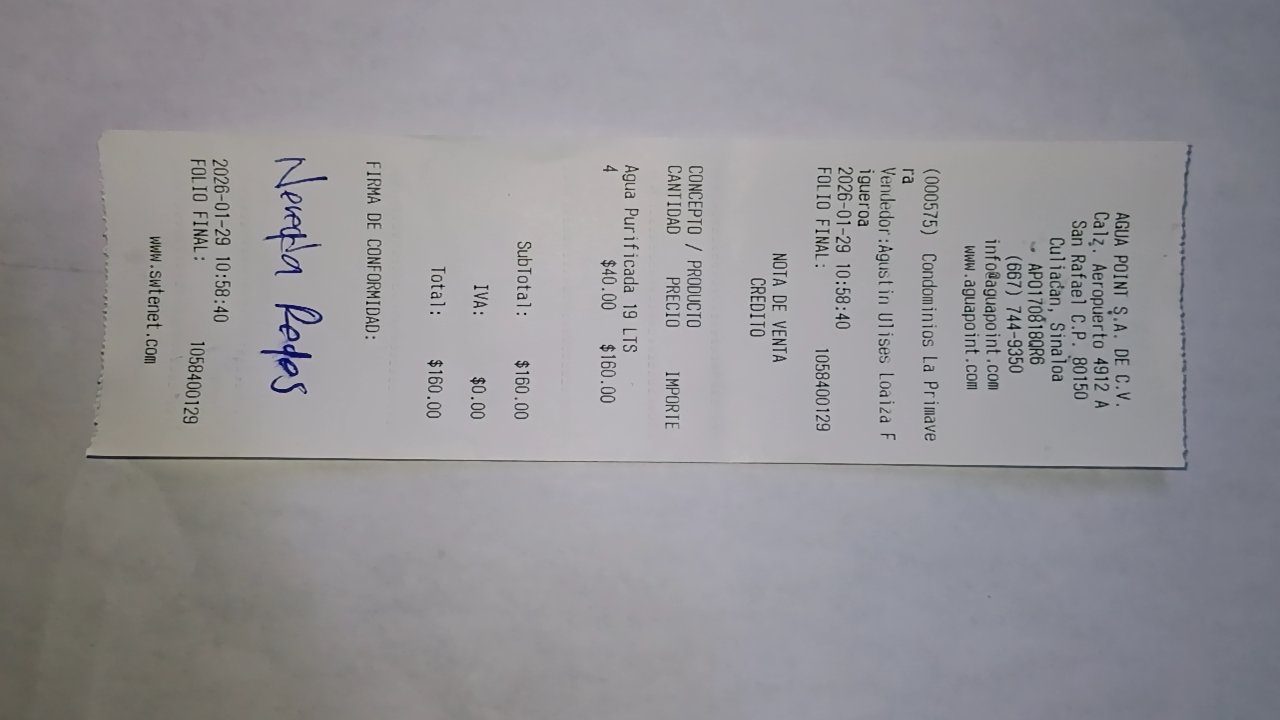 AGUA POINT S.A. DE C.V.
Calz. Aeropuerto 4912 A
San Rafael C.P. 80150
Culiacan, Sinaloa
APO170818QR6
(667) 744-9350
info@aguapoint.com
www.aguapoint.com
(000575) Condominios La Primave
ra
Vendedor:Agustin Ulises Loaiza F
igueroa
2026-01-29 10:58:40
FOLIO FINAL: 1058400129
NOTA DE VENTA
CREDITO
CONCEPTO / PRODUCTO
CANTIDAD PRECIO IMPORTE
Agua Purificada 19 LTS
4 $40.00 $160.00
SubTotal: $160.00
IVA: $0.00
Total: $160.00
FIRMA DE CONFORMIDAD:
2026-01-29 10:58:40
FOLIO FINAL: 1058400129
www.swtenet.com